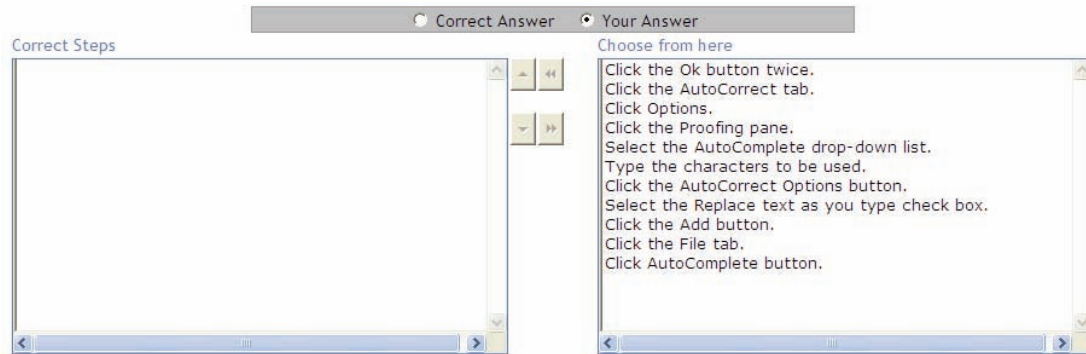 Correct Answer Your Answer
Correct Steps
Choose from here
Click the Ok button twice.
Click the AutoCorrect tab.
Click Options.
Click the Proofing pane.
Select the AutoComplete drop-down list.
Type the characters to be used.
Click the AutoCorrect Options button.
Select the Replace text as you type check box.
Click the Add button.
Click the File tab.
Click AutoComplete button.